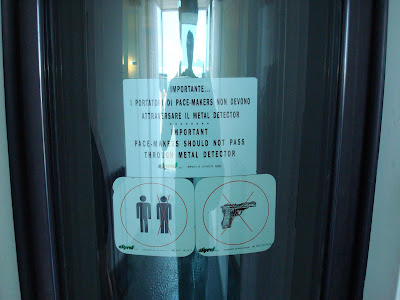 IMPORTANTE...
I PORTATORI DI PACE-MAKERS NON DEVONO
ATTRAVERSARE IL METAL DETECTOR
IMPORTANT
PACE-MAKERS SHOULD NOT PASS
THROUGH METAL DETECTOR